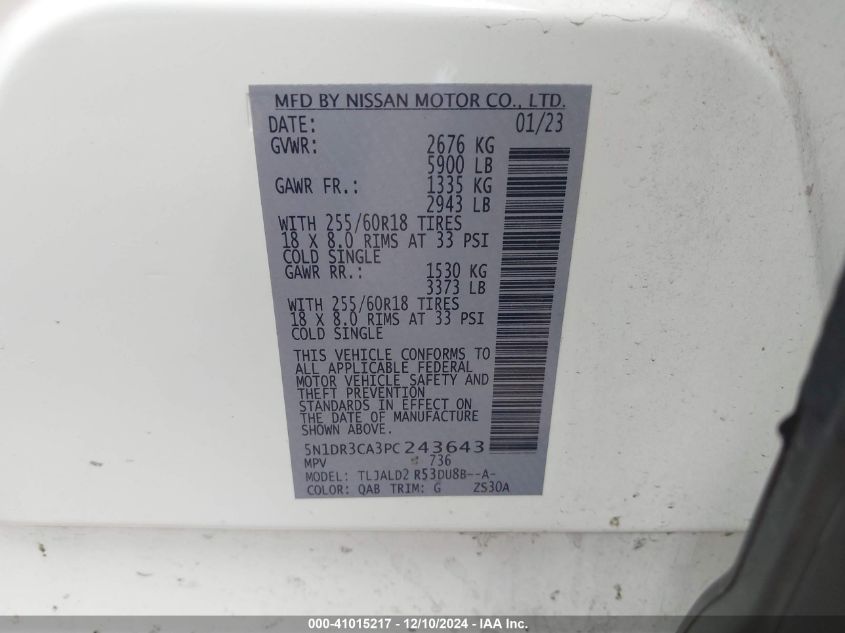 MFD BY NISSAN MOTOR CO., LTD.
DATE: 01/23
GVWR: 2676 KG
5900 LB
GAWR FR.: 1335 KG
2943 LB
WITH 255/60R18 TIRES
18 X 8.0 RIMS AT 33 PSI
COLD SINGLE
GAWR RR.: 1530 KG
3373 LB
WITH 255/60R18 TIRES
18 X 8.0 RIMS AT 33 PSI
COLD SINGLE
THIS VEHICLE CONFORMS TO
ALL APPLICABLE FEDERAL
MOTOR VEHICLE SAFETY AND
THEFT PREVENTION
STANDARDS IN EFFECT ON
THE DATE OF MANUFACTURE
SHOWN ABOVE.
5N1DR3CA3PC243643
MPV 736
MODEL: TLJALD2 R53DU8B--A-
COLOR: QAB TRIM: G ZS30A
000-41015217 - 12/10/2024 - IAA Inc.